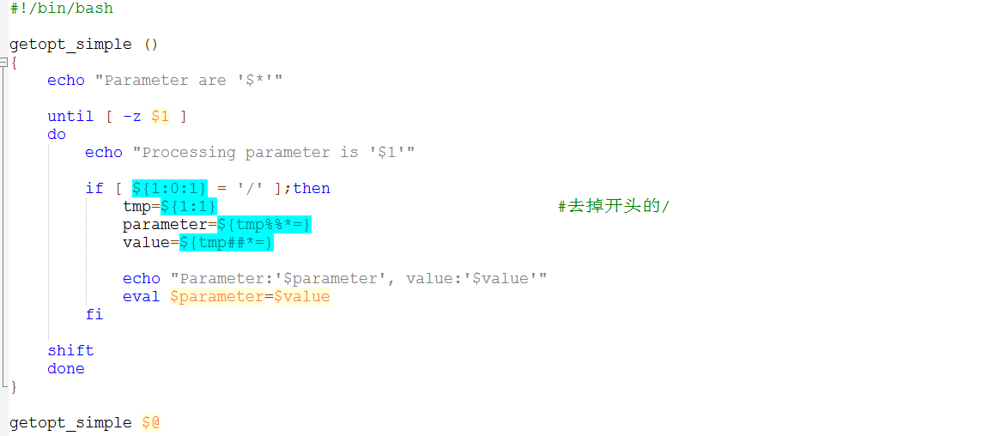 #!/bin/bash
getopt_simple ()
{
echo "Parameter are '$*'"
until [ -z $1 ]
do
echo "Processing parameter is '$1'"
if [ ${1:0:1} = '/' ];then
tmp=${1:1} #去掉开头的/
parameter=${tmp%%*=}
value=${tmp##*=}
echo "Parameter:'$parameter', value:'$value'"
eval $parameter=$value
fi
shift
done
}
getopt_simple $@